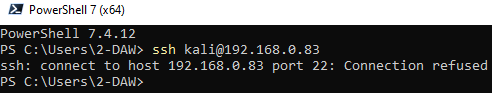 PowerShell 7 (x64)
PowerShell 7.4.12
PS C:\Users\2-DAW> ssh kali@192.168.0.83
ssh: connect to host 192.168.0.83 port 22: Connection refused
PS C:\Users\2-DAW>